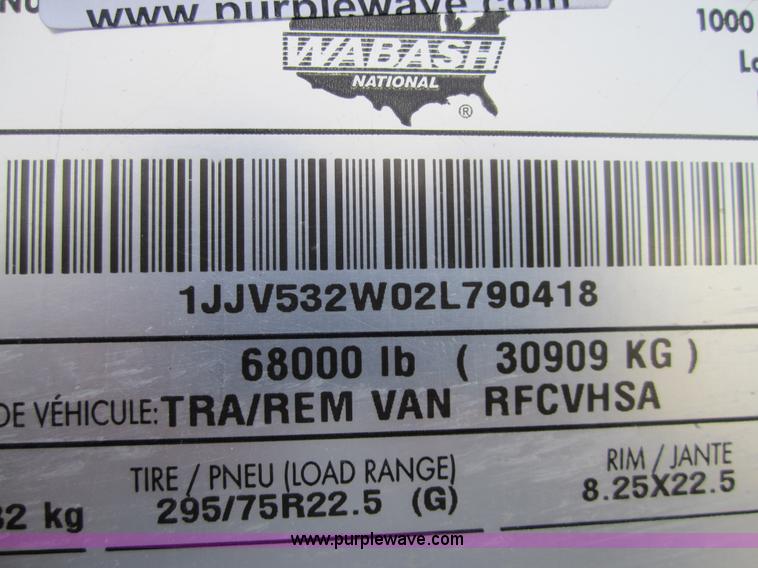 www.purplewave.com
1000
WABASH
NATIONAL
®
1JJV532W02L790418
68000 lb ( 30909 KG )
DE VÉHICULE: TRA/REM VAN RFCVHSA
TIRE / PNEU (LOAD RANGE)
RIM / JANTE
kg
295/75R22.5 (G)
8.25X22.5
www.purplewave.com